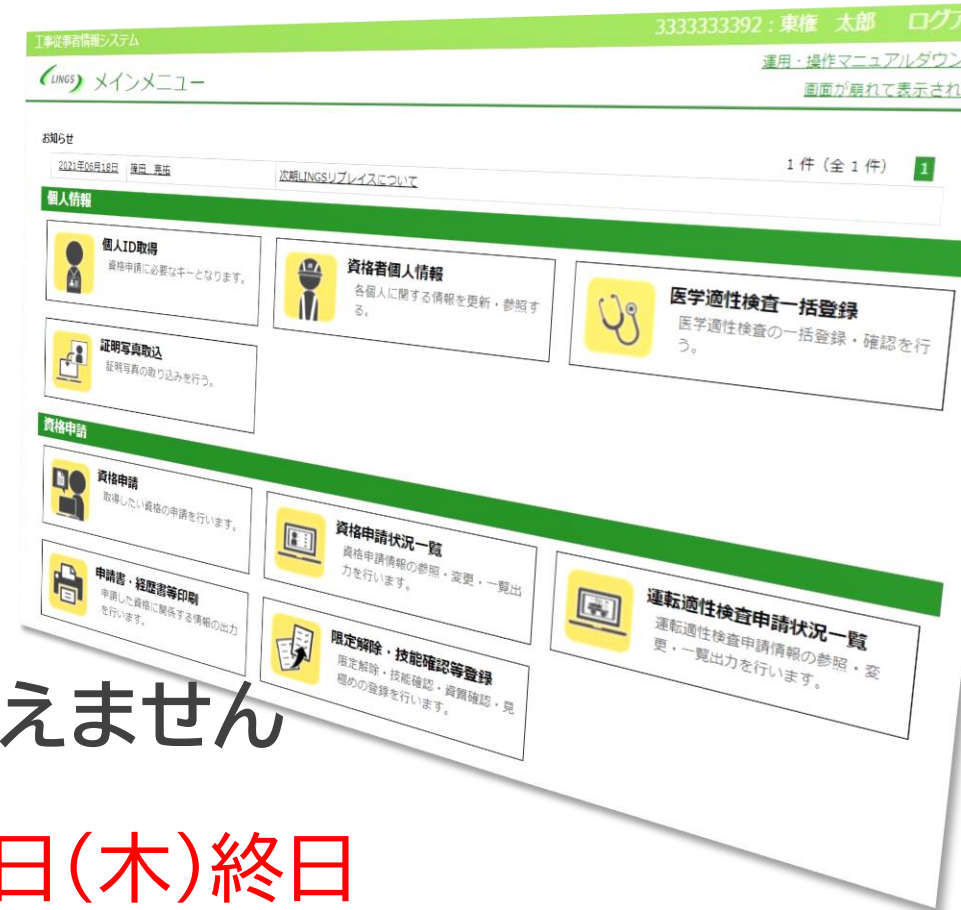 工事従事者情報システム
3333333392：東権 太郎 ログア
LINGS メインメニュー
運用・操作マニュアルダウン
画面が崩れて表示され
お知らせ
1 件（全 1 件） 1
2021年06月18日 篠田 亮祐 次期LINGSリプレイスについて
個人情報
個人ID取得
資格申請に必要なキーとなります。
資格者個人情報
各個人に関する情報を更新・参照す
る。
医学適性検査一括登録
医学適性検査の一括登録・確認を行
う。
証明写真取込
証明写真の取り込みを行う。
資格申請
資格申請
取得したい資格の申請を行います。
資格申請状況一覧
資格申請情報の参照・変更・一覧出
力を行います。
運転適性検査申請状況一覧
運転適性検査申請情報の参照・変
更・一覧出力を行います。
申請書・経歴書等印刷
申請した資格に関係する情報の出力
を行います。
限定解除・技能確認等登録
限定解除・技能確認・資質確認・見
極めの登録を行います。
えません
日(木)終日